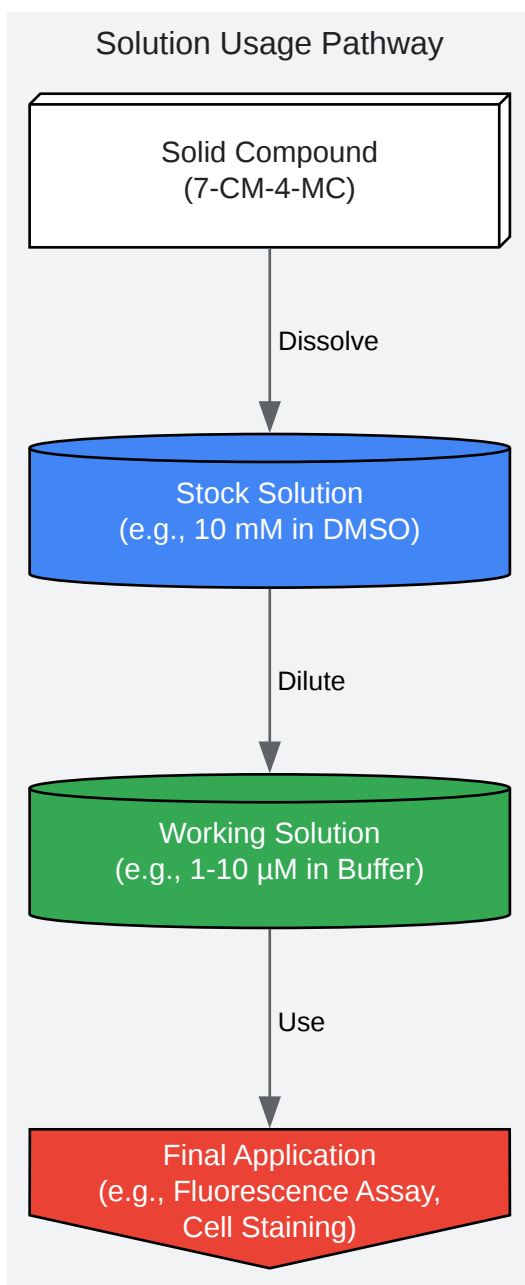 Solution Usage Pathway
Solid Compound
(7-CM-4-MC)
Dissolve
Stock Solution
(e.g., 10 mM in DMSO)
Dilute
Working Solution
(e.g., 1-10 µM in Buffer)
Use
Final Application
(e.g., Fluorescence Assay,
Cell Staining)